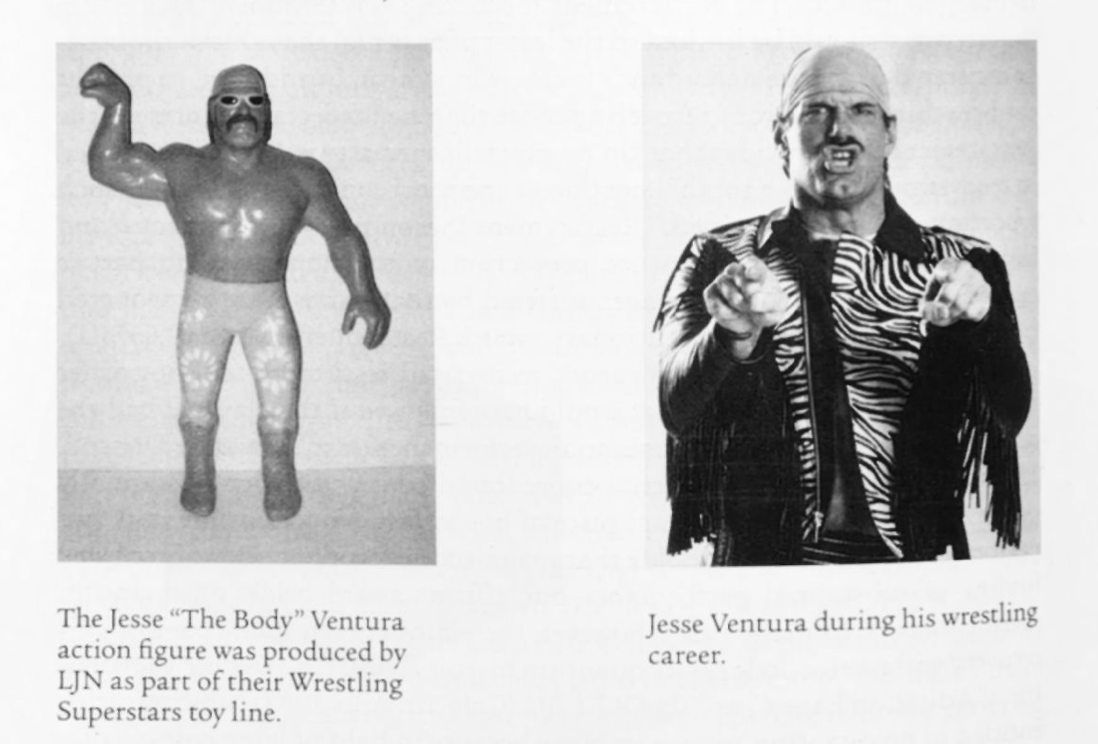 The Jesse “The Body” Ventura
action figure was produced by
LJN as part of their Wrestling
Superstars toy line.
Jesse Ventura during his wrestling
career.